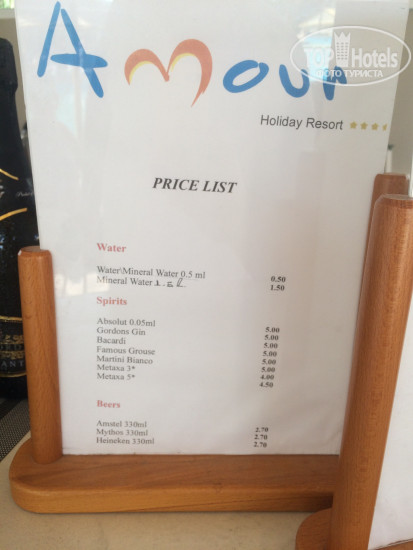 Amour
TOP Hotels
ФОТО ТУРИСТА
Holiday Resort
PRICE LIST
Water
Water\Mineral Water 0.5 ml 0.50
Mineral Water 1.50
Spirits
Absolut 0.05ml 5.00
Gordons Gin 5.00
Bacardi 5.00
Famous Grouse 5.00
Martini Bianco 5.00
Metaxa 3* 4.00
Metaxa 5* 4.50
Beers
Amstel 330ml 2.70
Mythos 330ml 2.70
Heineken 330ml 2.70